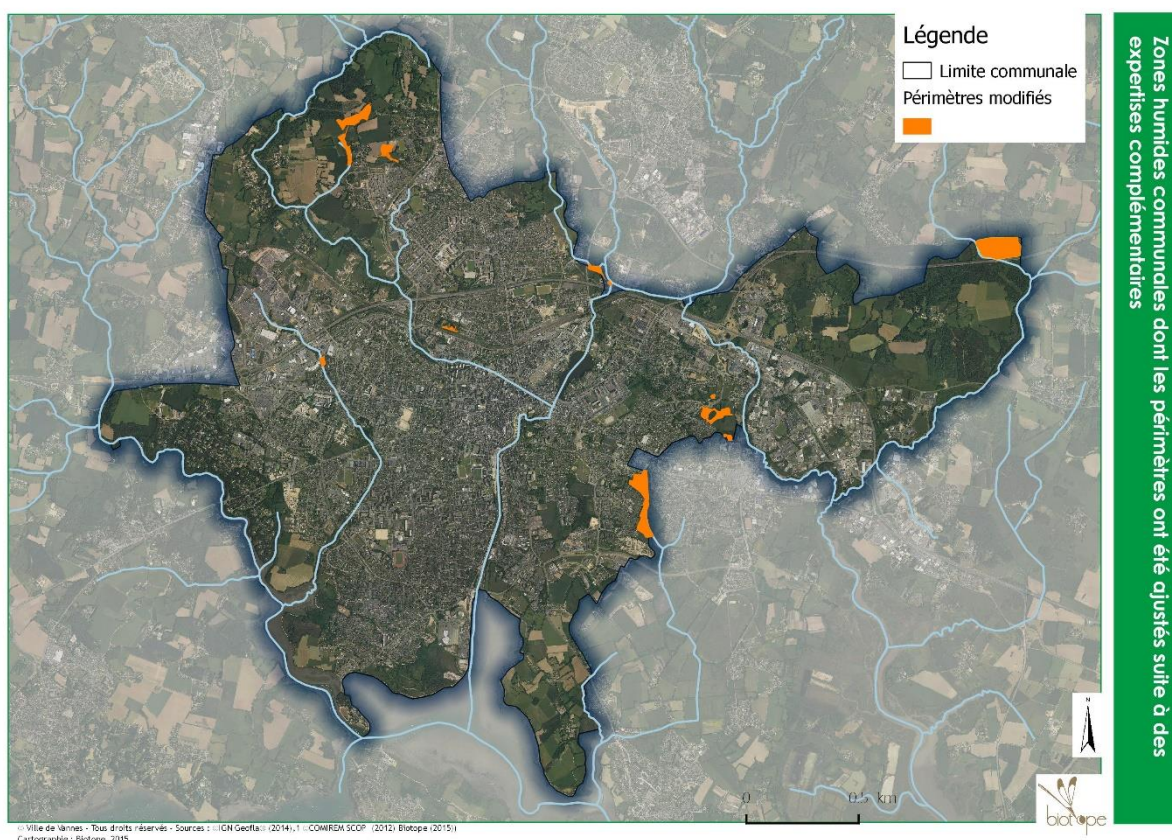 Légende
Limite communale
Périmètres modifiés
Zones humides communales dont les périmètres ont été ajustés suite à des
expertises complémentaires
N
0 0.5 km
biotope
© Ville de Vannes - Tous droits réservés - Sources : ©IGN Geofla© (2014),1 ©COMIREM SCOP (2012) Biotope (2015))
Cartographie : Biotope, 2015